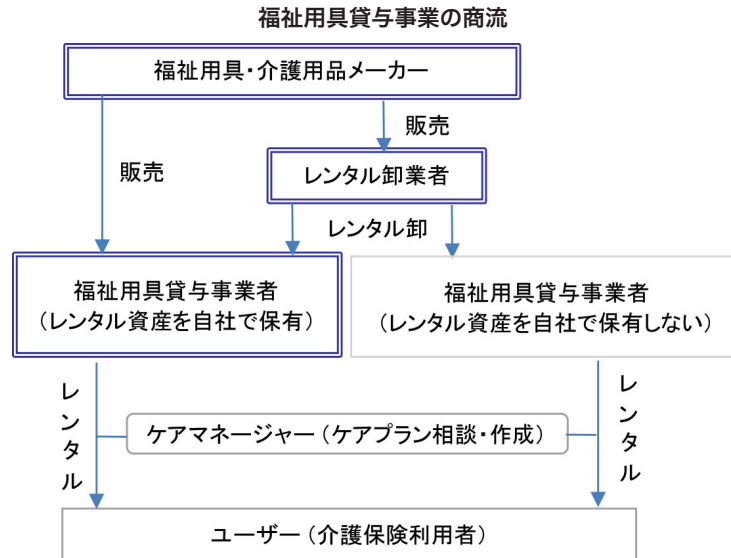 福祉用具貸与事業の商流
福祉用具・介護用品メーカー
販売
販売
レンタル卸業者
レンタル卸
福祉用具貸与事業者
（レンタル資産を自社で保有）
福祉用具貸与事業者
（レンタル資産を自社で保有しない）
レンタル
レンタル
ケアマネージャー（ケアプラン相談・作成）
ユーザー（介護保険利用者）